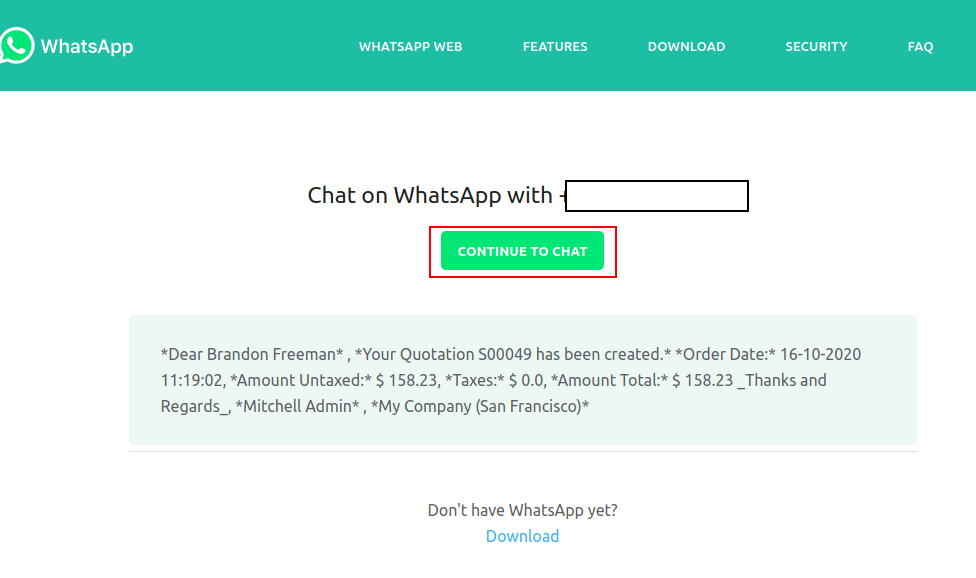 WhatsApp
WHATSAPP WEB FEATURES DOWNLOAD SECURITY FAQ
Chat on WhatsApp with +
CONTINUE TO CHAT
*Dear Brandon Freeman* , *Your Quotation S00049 has been created.* *Order Date:* 16-10-2020
11:19:02, *Amount Untaxed:* $ 158.23, *Taxes:* $ 0.0, *Amount Total:* $ 158.23 _Thanks and
Regards_, *Mitchell Admin* , *My Company (San Francisco)*
Don't have WhatsApp yet?
Download